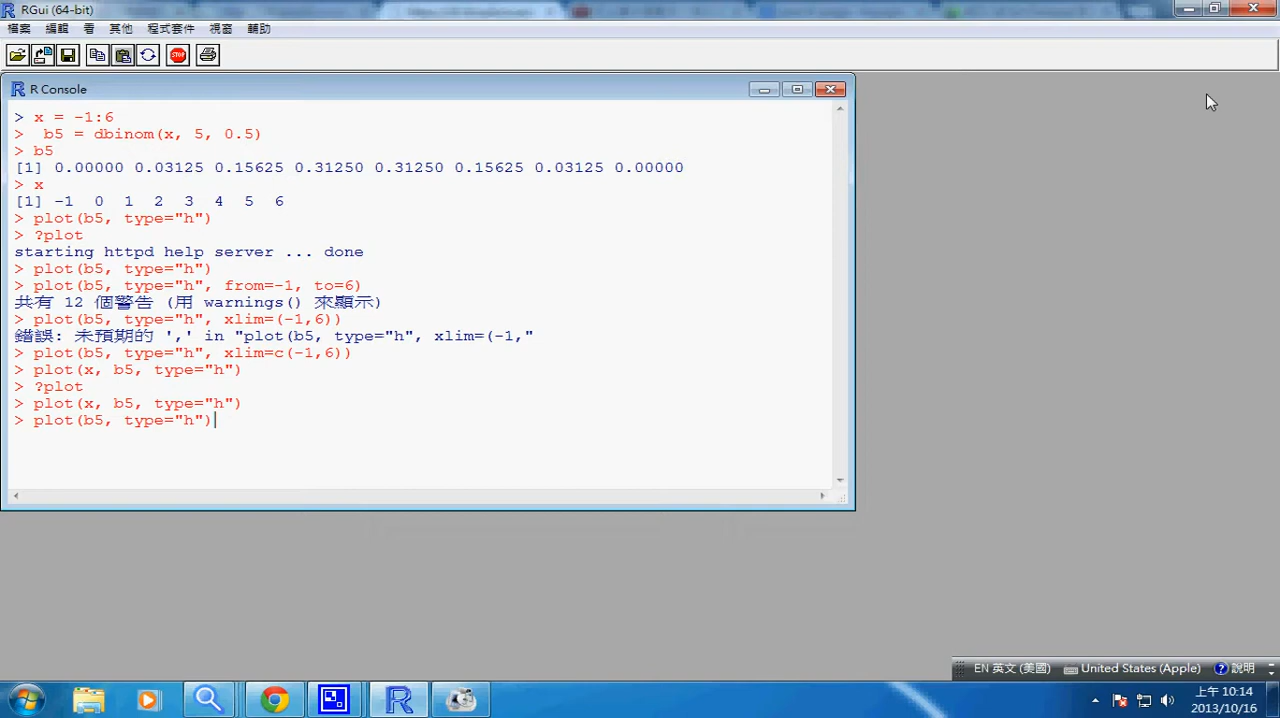 RGui (64-bit)
檔案 編輯 看 其他 程式套件 視窗 輔助
STOP
R Console
> x = -1:6
>  b5 = dbinom(x, 5, 0.5)
> b5
[1] 0.00000 0.03125 0.15625 0.31250 0.31250 0.15625 0.03125 0.00000
> x
[1] -1  0  1  2  3  4  5  6
> plot(b5, type="h")
> ?plot
starting httpd help server ... done
> plot(b5, type="h")
> plot(b5, type="h", from=-1, to=6)
共有 12 個警告 (用 warnings() 來顯示)
> plot(b5, type="h", xlim=(-1,6))
錯誤: 未預期的 ',' in "plot(b5, type="h", xlim=(-1,"
> plot(b5, type="h", xlim=c(-1,6))
> plot(x, b5, type="h")
> ?plot
> plot(x, b5, type="h")
> plot(b5, type="h")
EN 英文 (美國) United States (Apple) 說明
上午 10:14
2013/10/16